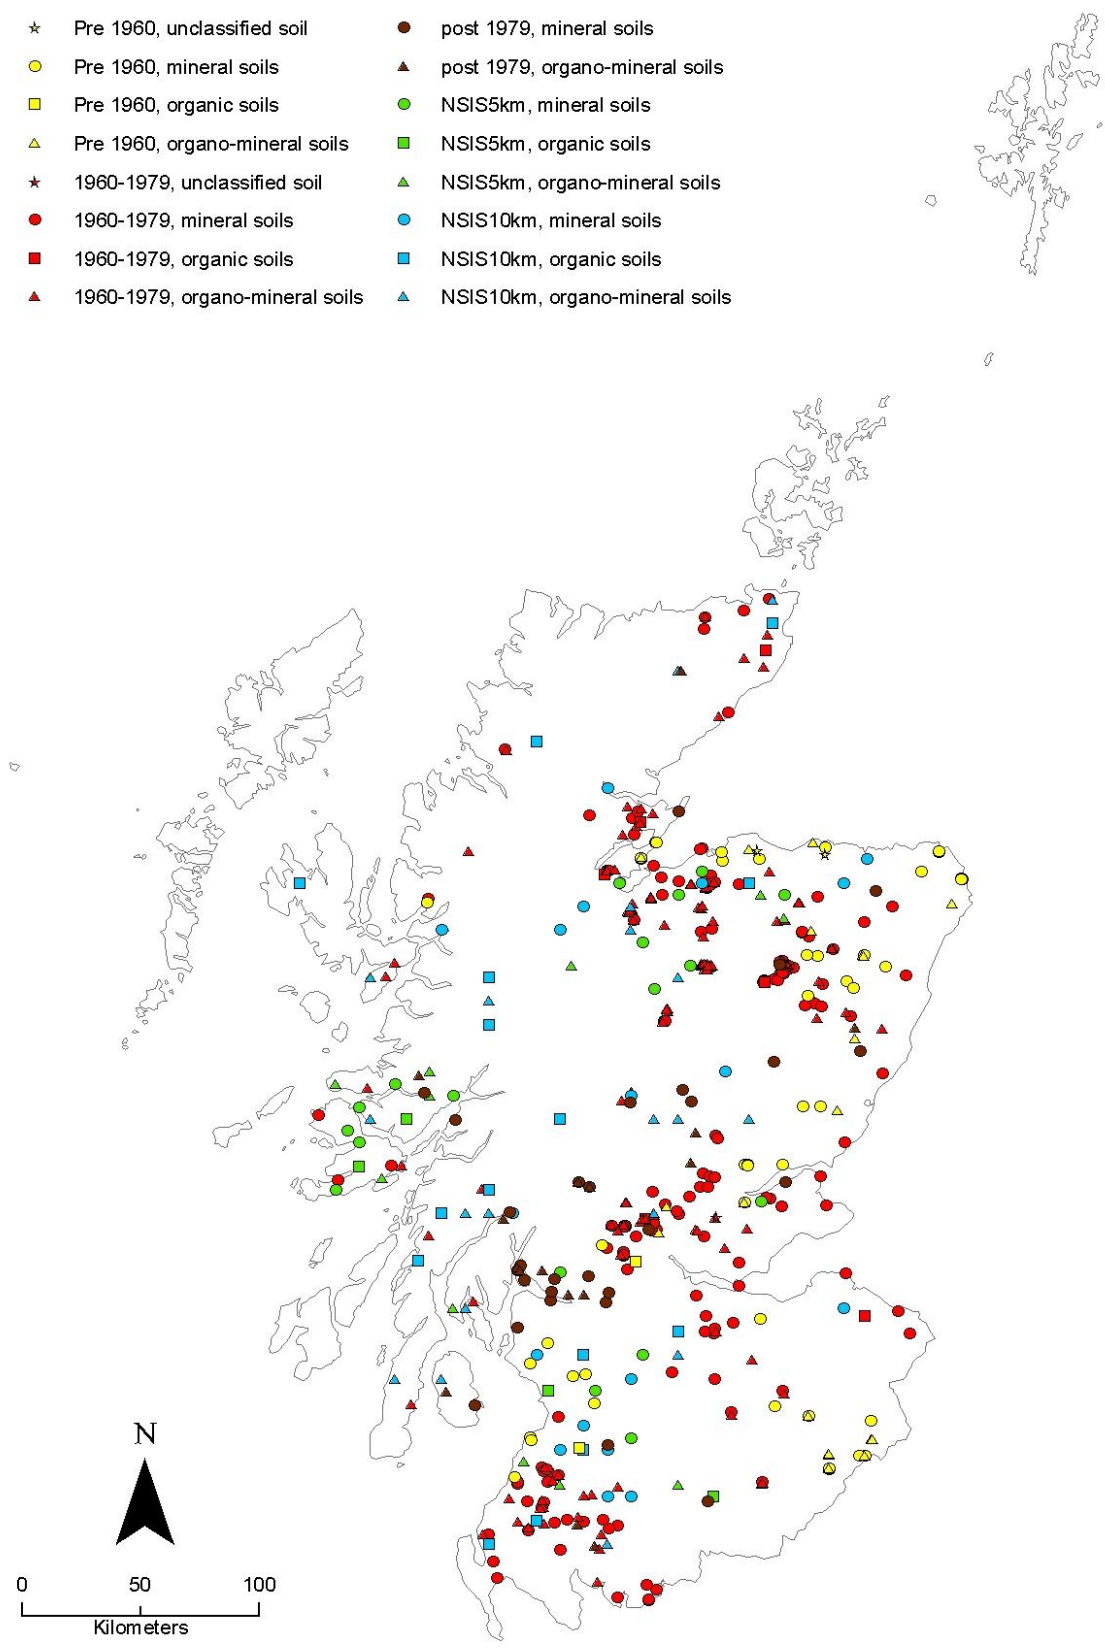 Pre 1960, unclassified soil
Pre 1960, mineral soils
Pre 1960, organic soils
Pre 1960, organo-mineral soils
1960-1979, unclassified soil
1960-1979, mineral soils
1960-1979, organic soils
1960-1979, organo-mineral soils
post 1979, mineral soils
post 1979, organo-mineral soils
NSIS5km, mineral soils
NSIS5km, organic soils
NSIS5km, organo-mineral soils
NSIS10km, mineral soils
NSIS10km, organic soils
NSIS10km, organo-mineral soils
N
0 50 100
Kilometers